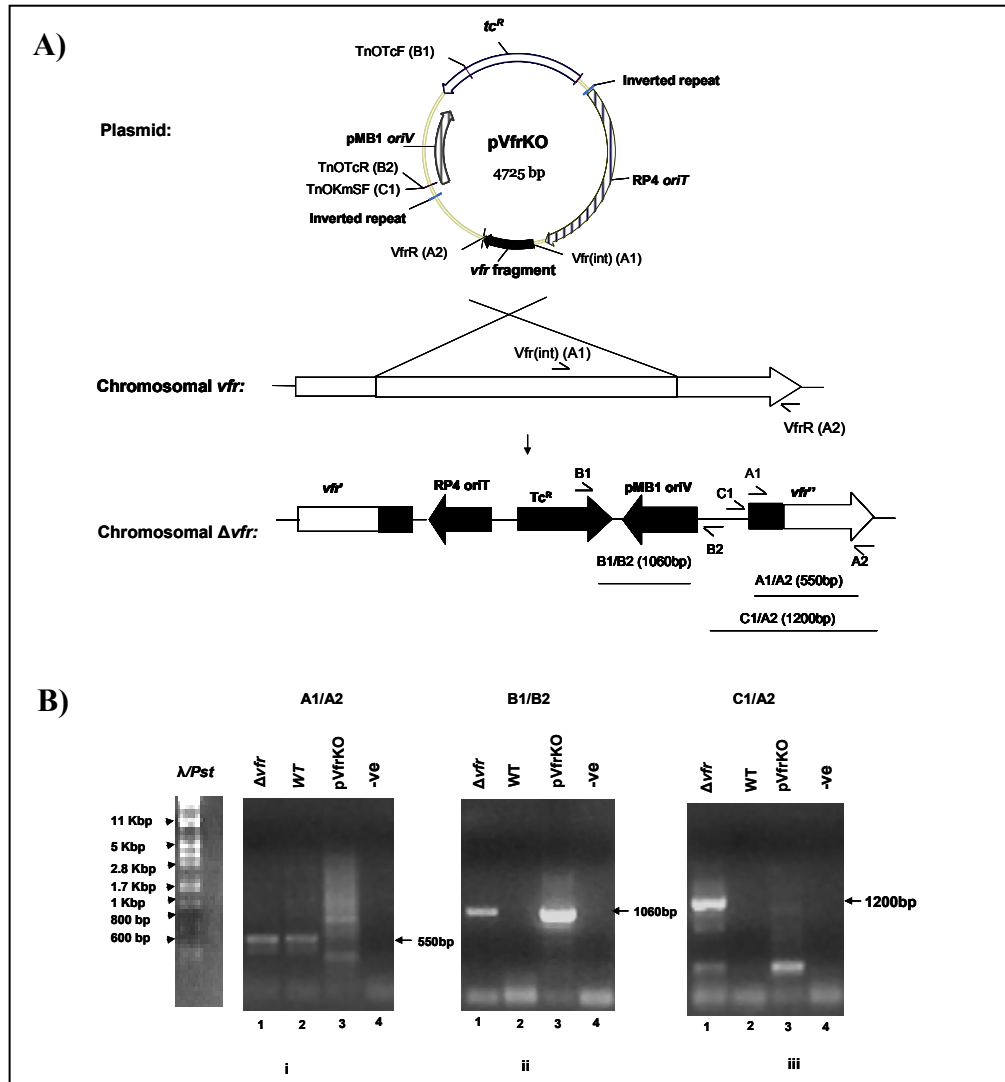 A)
tcᴿ
TnOTcF (B1)
Inverted repeat
Plasmid:
pMB1 oriV
pVfrKO
4725 bp
TnOTcR (B2)
TnOKmSF (C1)
RP4 oriT
Inverted repeat
VfrR (A2)
Vfr(int) (A1)
vfr fragment
Vfr(int) (A1)
Chromosomal vfr:
VfrR (A2)
vfr'
RP4 oriT
B1
Tcᴿ
pMB1 oriV
C1
A1
vfr"
Chromosomal Δvfr:
B2
A2
B1/B2 (1060bp)
A1/A2 (550bp)
C1/A2 (1200bp)
B)
A1/A2
B1/B2
C1/A2
λ/Pst
Δvfr
WT
pVfrKO
-ve
Δvfr
WT
pVfrKO
-ve
Δvfr
WT
pVfrKO
-ve
11 Kbp
5 Kbp
2.8 Kbp
1.7 Kbp
1 Kbp
800 bp
600 bp
550bp
1060bp
1200bp
1 2 3 4
1 2 3 4
1 2 3 4
i
ii
iii